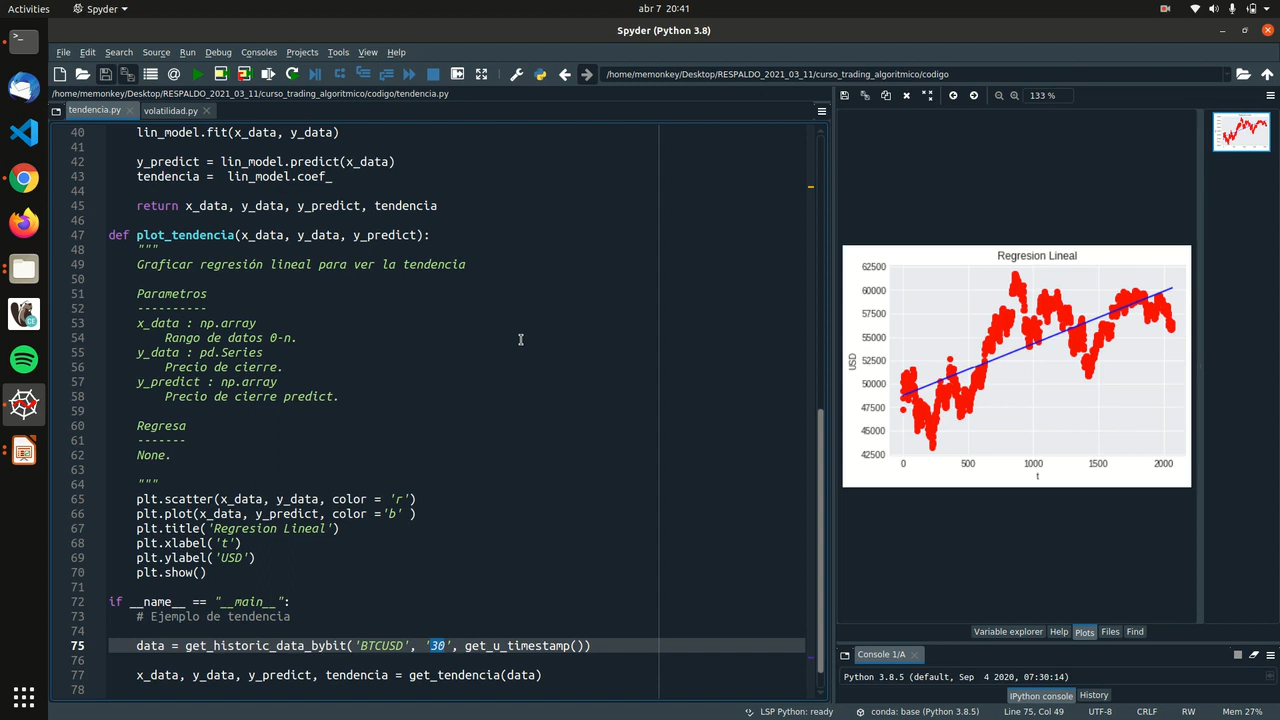 Activities
Spyder
abr 7 20:41
Spyder (Python 3.8)
File Edit Search Source Run Debug Consoles Projects Tools View Help
/home/memonkey/Desktop/RESPALDO_2021_03_11/curso_trading_algoritmico/codigo
/home/memonkey/Desktop/RESPALDO_2021_03_11/curso_trading_algoritmico/codigo/tendencia.py
133 %
tendencia.py volatilidad.py
40 lin_model.fit(x_data, y_data)
41
42 y_predict = lin_model.predict(x_data)
43 tendencia =  lin_model.coef_
44
45 return x_data, y_data, y_predict, tendencia
46
47 def plot_tendencia(x_data, y_data, y_predict):
48 """
49 Graficar regresión lineal para ver la tendencia
50
51 Parametros
52 ----------
53 x_data : np.array
54 Rango de datos 0-n.
55 y_data : pd.Series
56 Precio de cierre.
57 y_predict : np.array
58 Precio de cierre predict.
59
60 Regresa
61 -------
62 None.
63
64 """
65 plt.scatter(x_data, y_data, color = 'r')
66 plt.plot(x_data, y_predict, color ='b' )
67 plt.title('Regresion Lineal')
68 plt.xlabel('t')
69 plt.ylabel('USD')
70 plt.show()
71
72 if __name__ == "__main__":
73 # Ejemplo de tendencia
74
75 data = get_historic_data_bybit('BTCUSD', '30', get_u_timestamp())
76
77 x_data, y_data, y_predict, tendencia = get_tendencia(data)
78
Regresion Lineal
62500
60000
57500
55000
52500
50000
47500
45000
42500
USD
0 500 1000 1500 2000
t
Variable explorer Help Plots Files Find
Console 1/A
Python 3.8.5 (default, Sep  4 2020, 07:30:14)
IPython console History
LSP Python: ready conda: base (Python 3.8.5) Line 75, Col 49 UTF-8 CRLF RW Mem 27%